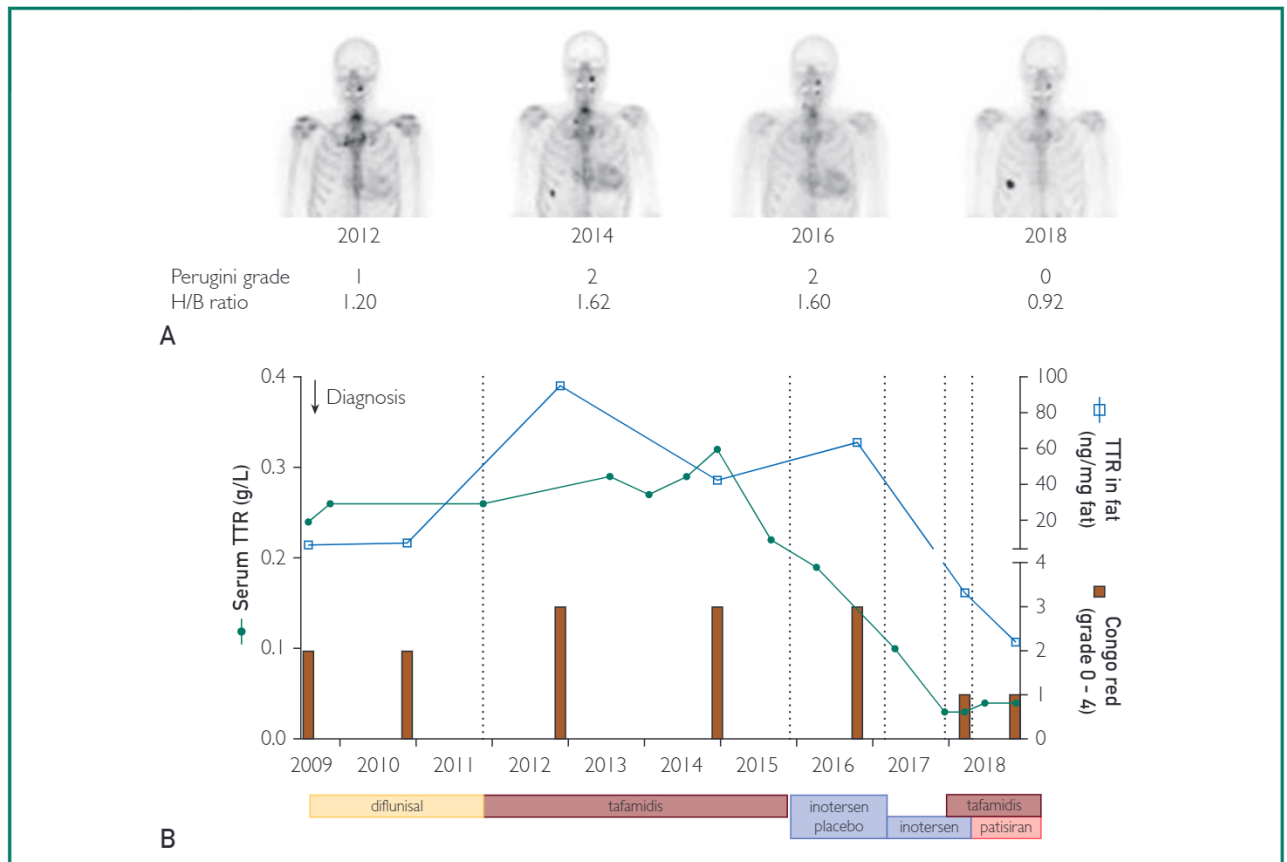 2012 2014 2016 2018
Perugini grade 1 2 2 0
H/B ratio 1.20 1.62 1.60 0.92
A
Diagnosis
Serum TTR (g/L)
0.4
0.3
0.2
0.1
0.0
100
80
60
40
20
4
3
2
1
0
TTR in fat
(ng/mg fat)
Congo red
(grade 0 - 4)
2009 2010 2011 2012 2013 2014 2015 2016 2017 2018
diflunisal tafamidis inotersen tafamidis
placebo inotersen patisiran
B